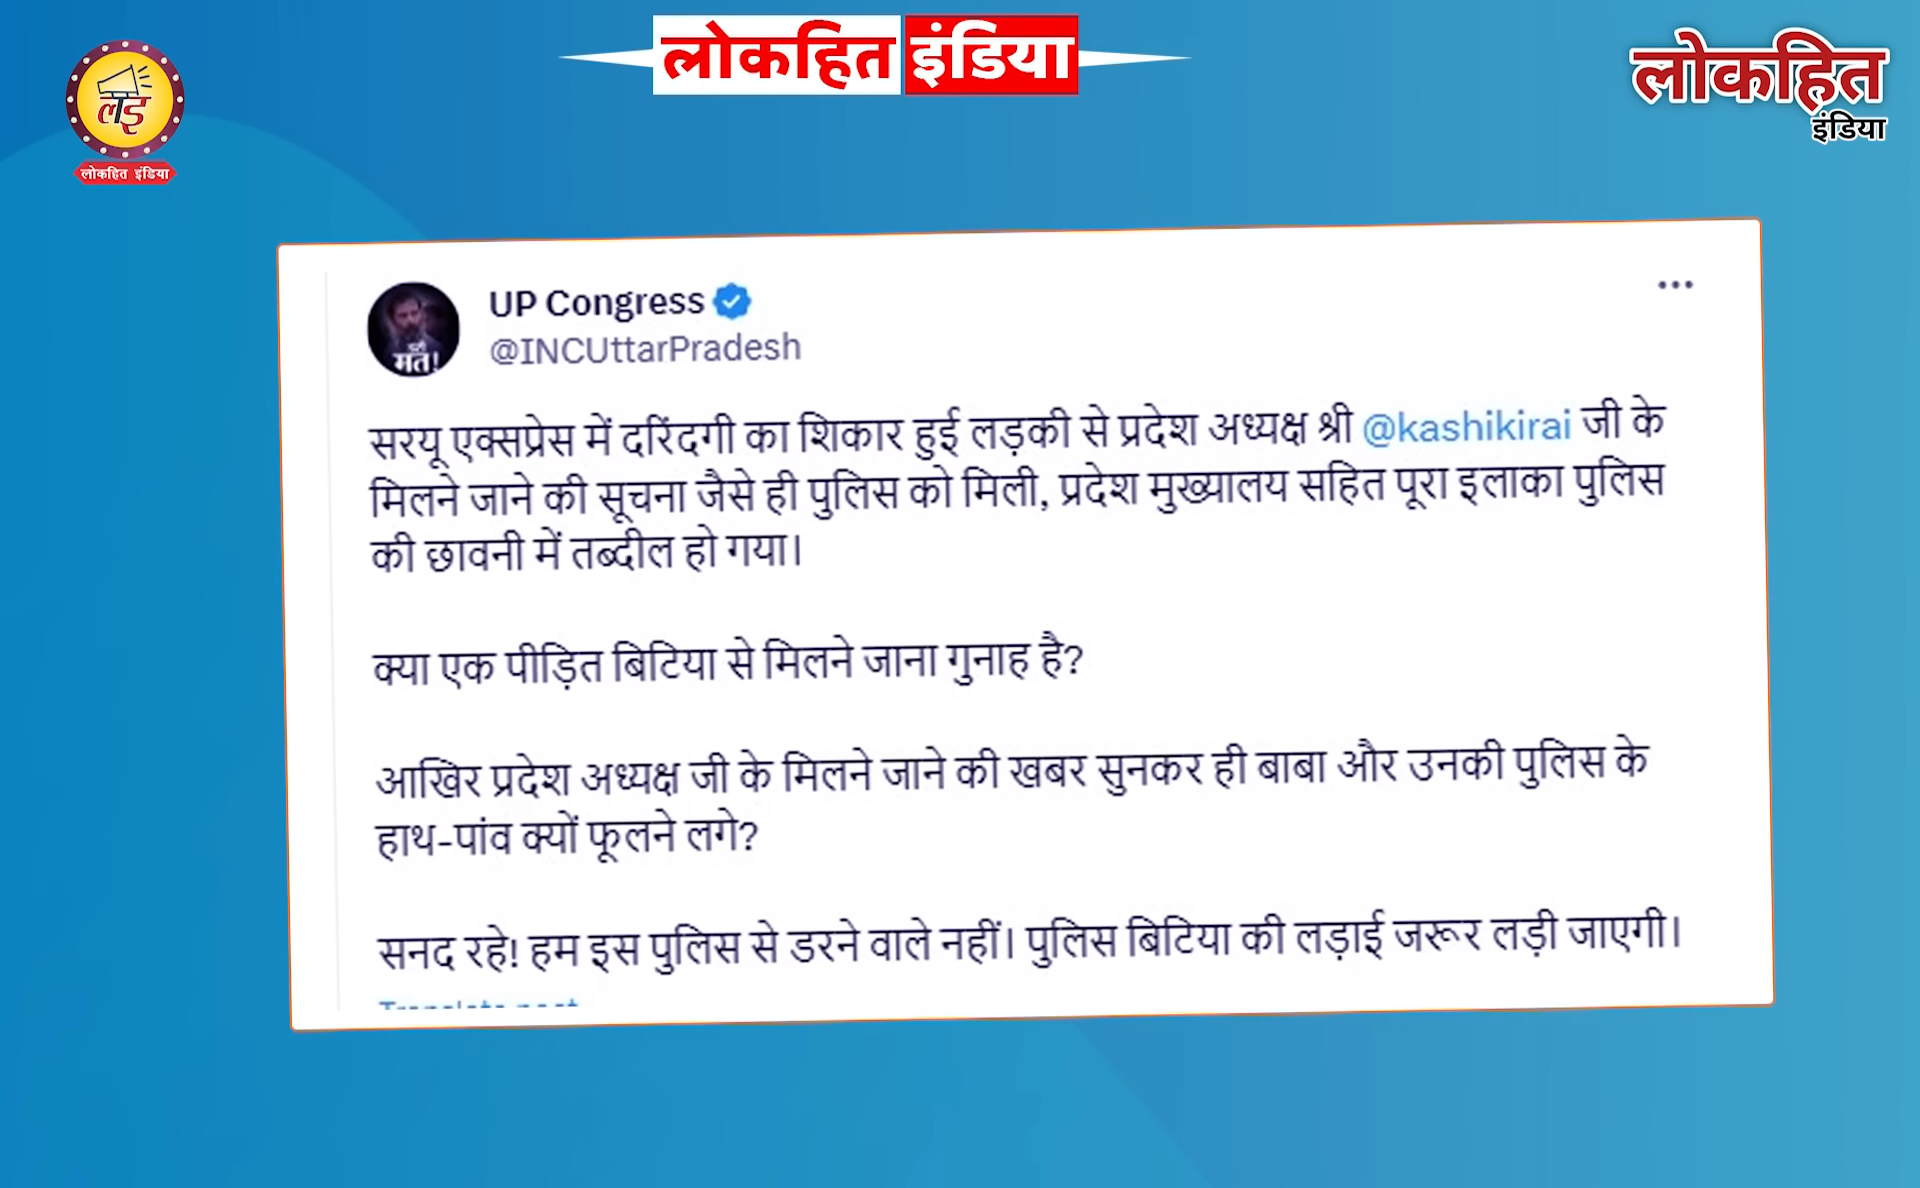 लोकहित इंडिया
लोकहित
इंडिया
लइ
लोकहित इंडिया
UP Congress
@INCUttarPradesh
मत!
सरयू एक्सप्रेस में दरिंदगी का शिकार हुई लड़की से प्रदेश अध्यक्ष श्री @kashikirai जी के
मिलने जाने की सूचना जैसे ही पुलिस को मिली, प्रदेश मुख्यालय सहित पूरा इलाका पुलिस
की छावनी में तब्दील हो गया।
क्या एक पीड़ित बिटिया से मिलने जाना गुनाह है?
आखिर प्रदेश अध्यक्ष जी के मिलने जाने की खबर सुनकर ही बाबा और उनकी पुलिस के
हाथ-पांव क्यों फूलने लगे?
सनद रहे! हम इस पुलिस से डरने वाले नहीं। पुलिस बिटिया की लड़ाई जरूर लड़ी जाएगी।